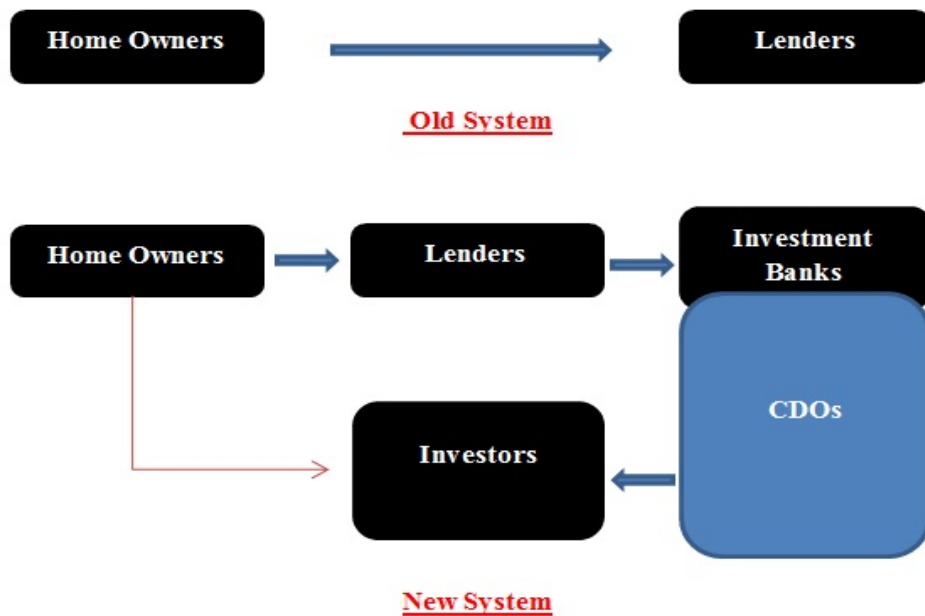 Home Owners
Lenders
Old System
Home Owners
Lenders
Investment
Banks
CDOs
Investors
New System